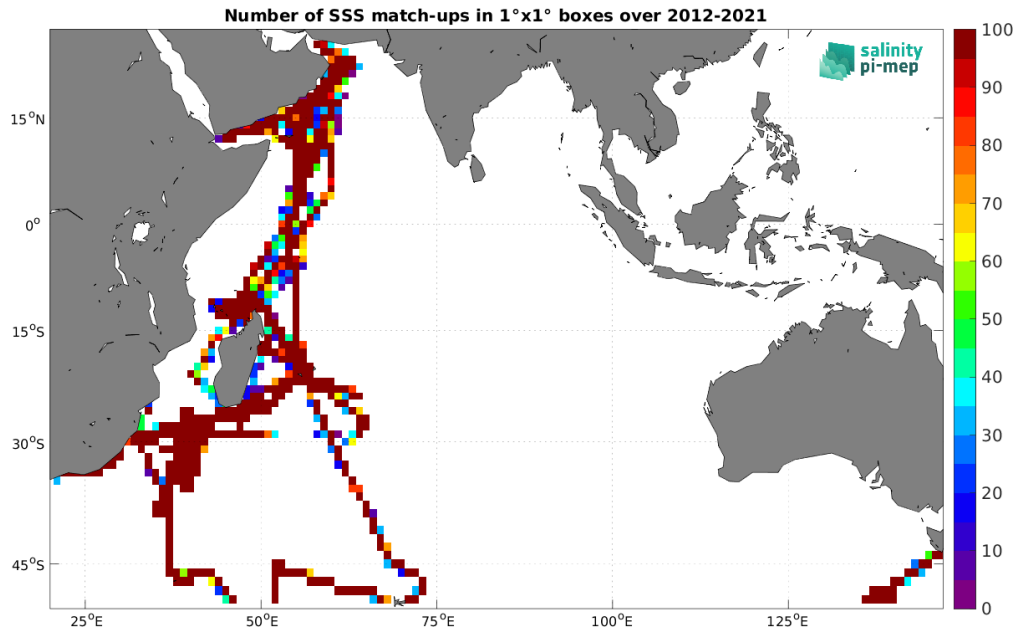 Number of SSS match-ups in 1°x1° boxes over 2012-2021
salinity
pi-mep
15°N
0°
15°S
30°S
45°S
25°E
50°E
75°E
100°E
125°E
100
90
80
70
60
50
40
30
20
10
0